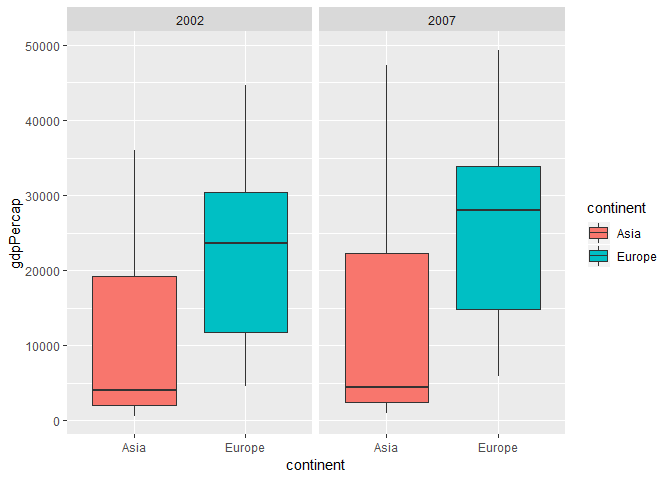 2002 2007
50000
40000
30000
20000
10000
0
gdpPercap
Asia Europe Asia Europe
continent
continent
Asia
Europe